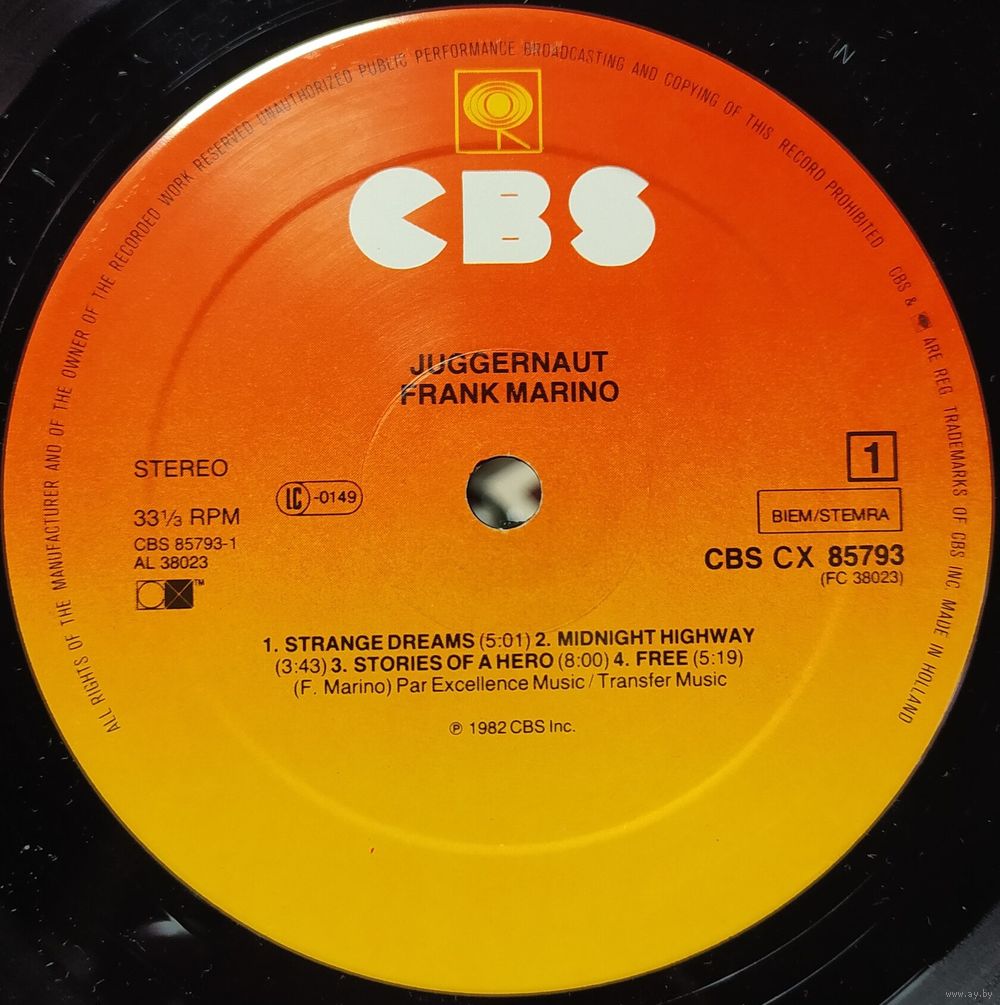 ALL RIGHTS OF THE MANUFACTURER AND OF THE OWNER OF THE RECORDED WORK RESERVED UNAUTHORIZED PUBLIC PERFORMANCE BROADCASTING AND COPYING OF THIS RECORD PROHIBITED CBS & ARE REG. TRADEMARKS OF CBS INC. MADE IN HOLLAND
CBS
JUGGERNAUT
FRANK MARINO
STEREO
LC -0149
33⅓ RPM
CBS 85793-1
AL 38023
TM
1
BIEM/STEMRA
CBS CX 85793
(FC 38023)
1. STRANGE DREAMS (5:01) 2. MIDNIGHT HIGHWAY
(3:43) 3. STORIES OF A HERO (8:00) 4. FREE (5:19)
(F. Marino) Par Excellence Music / Transfer Music
℗ 1982 CBS Inc.
www.ay.by